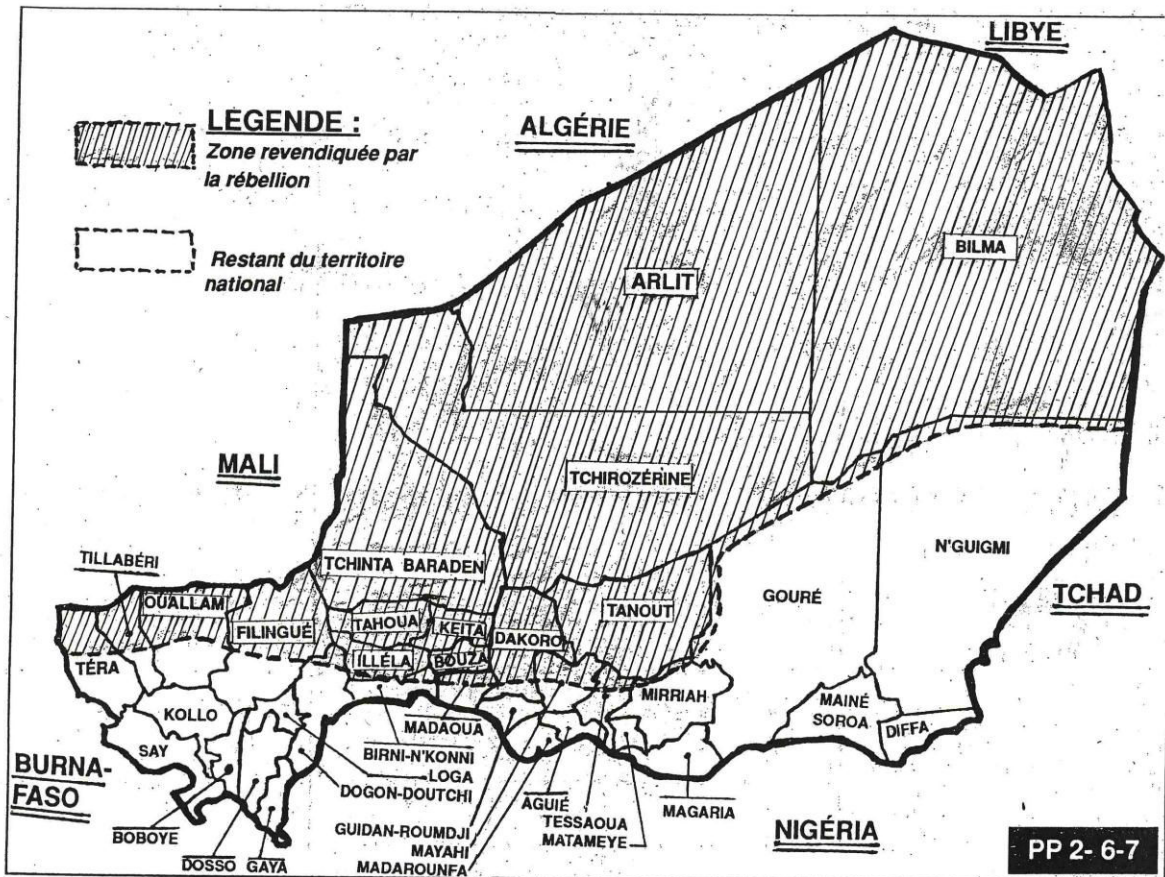 LIBYE
LEGENDE :
Zone revendiquée par
la rébellion
ALGÉRIE
Restant du territoire
national
BILMA
ARLIT
MALI
TCHIROZÉRINE
TILLABÉRI
TCHINTA BARADEN
N'GUIGMI
OUALLAM
GOURÉ
TCHAD
FILINGUÉ
TAHOUA
KEITA
DAKORO
TANOUT
TÉRA
ILLÉLA
BOUZA
MIRRIAH
KOLLO
MAINÉ
SOROA
SAY
MADAOUA
DIFFA
BURNA-
FASO
BIRNI-N'KONNI
LOGA
DOGON-DOUTCHI
BOBOYE
DOSSO
GAYA
GUIDAN-ROUMDJI
MAYAHI
MADAROUNFA
AGUIÉ
TESSAOUA
MATAMEYE
MAGARIA
NIGÉRIA
PP 2- 6-7